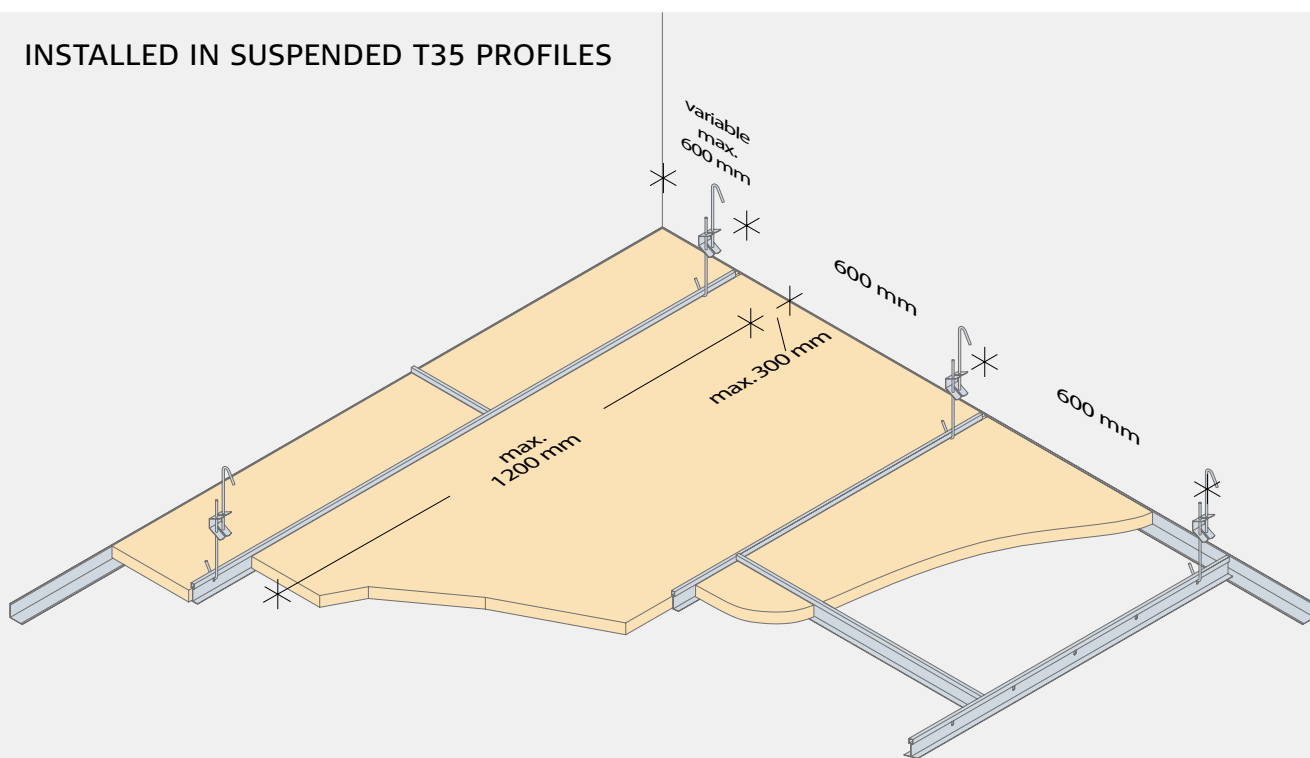 INSTALLED IN SUSPENDED T35 PROFILES
variable
max.
600 mm
600 mm
max. 300 mm
600 mm
max.
1200 mm